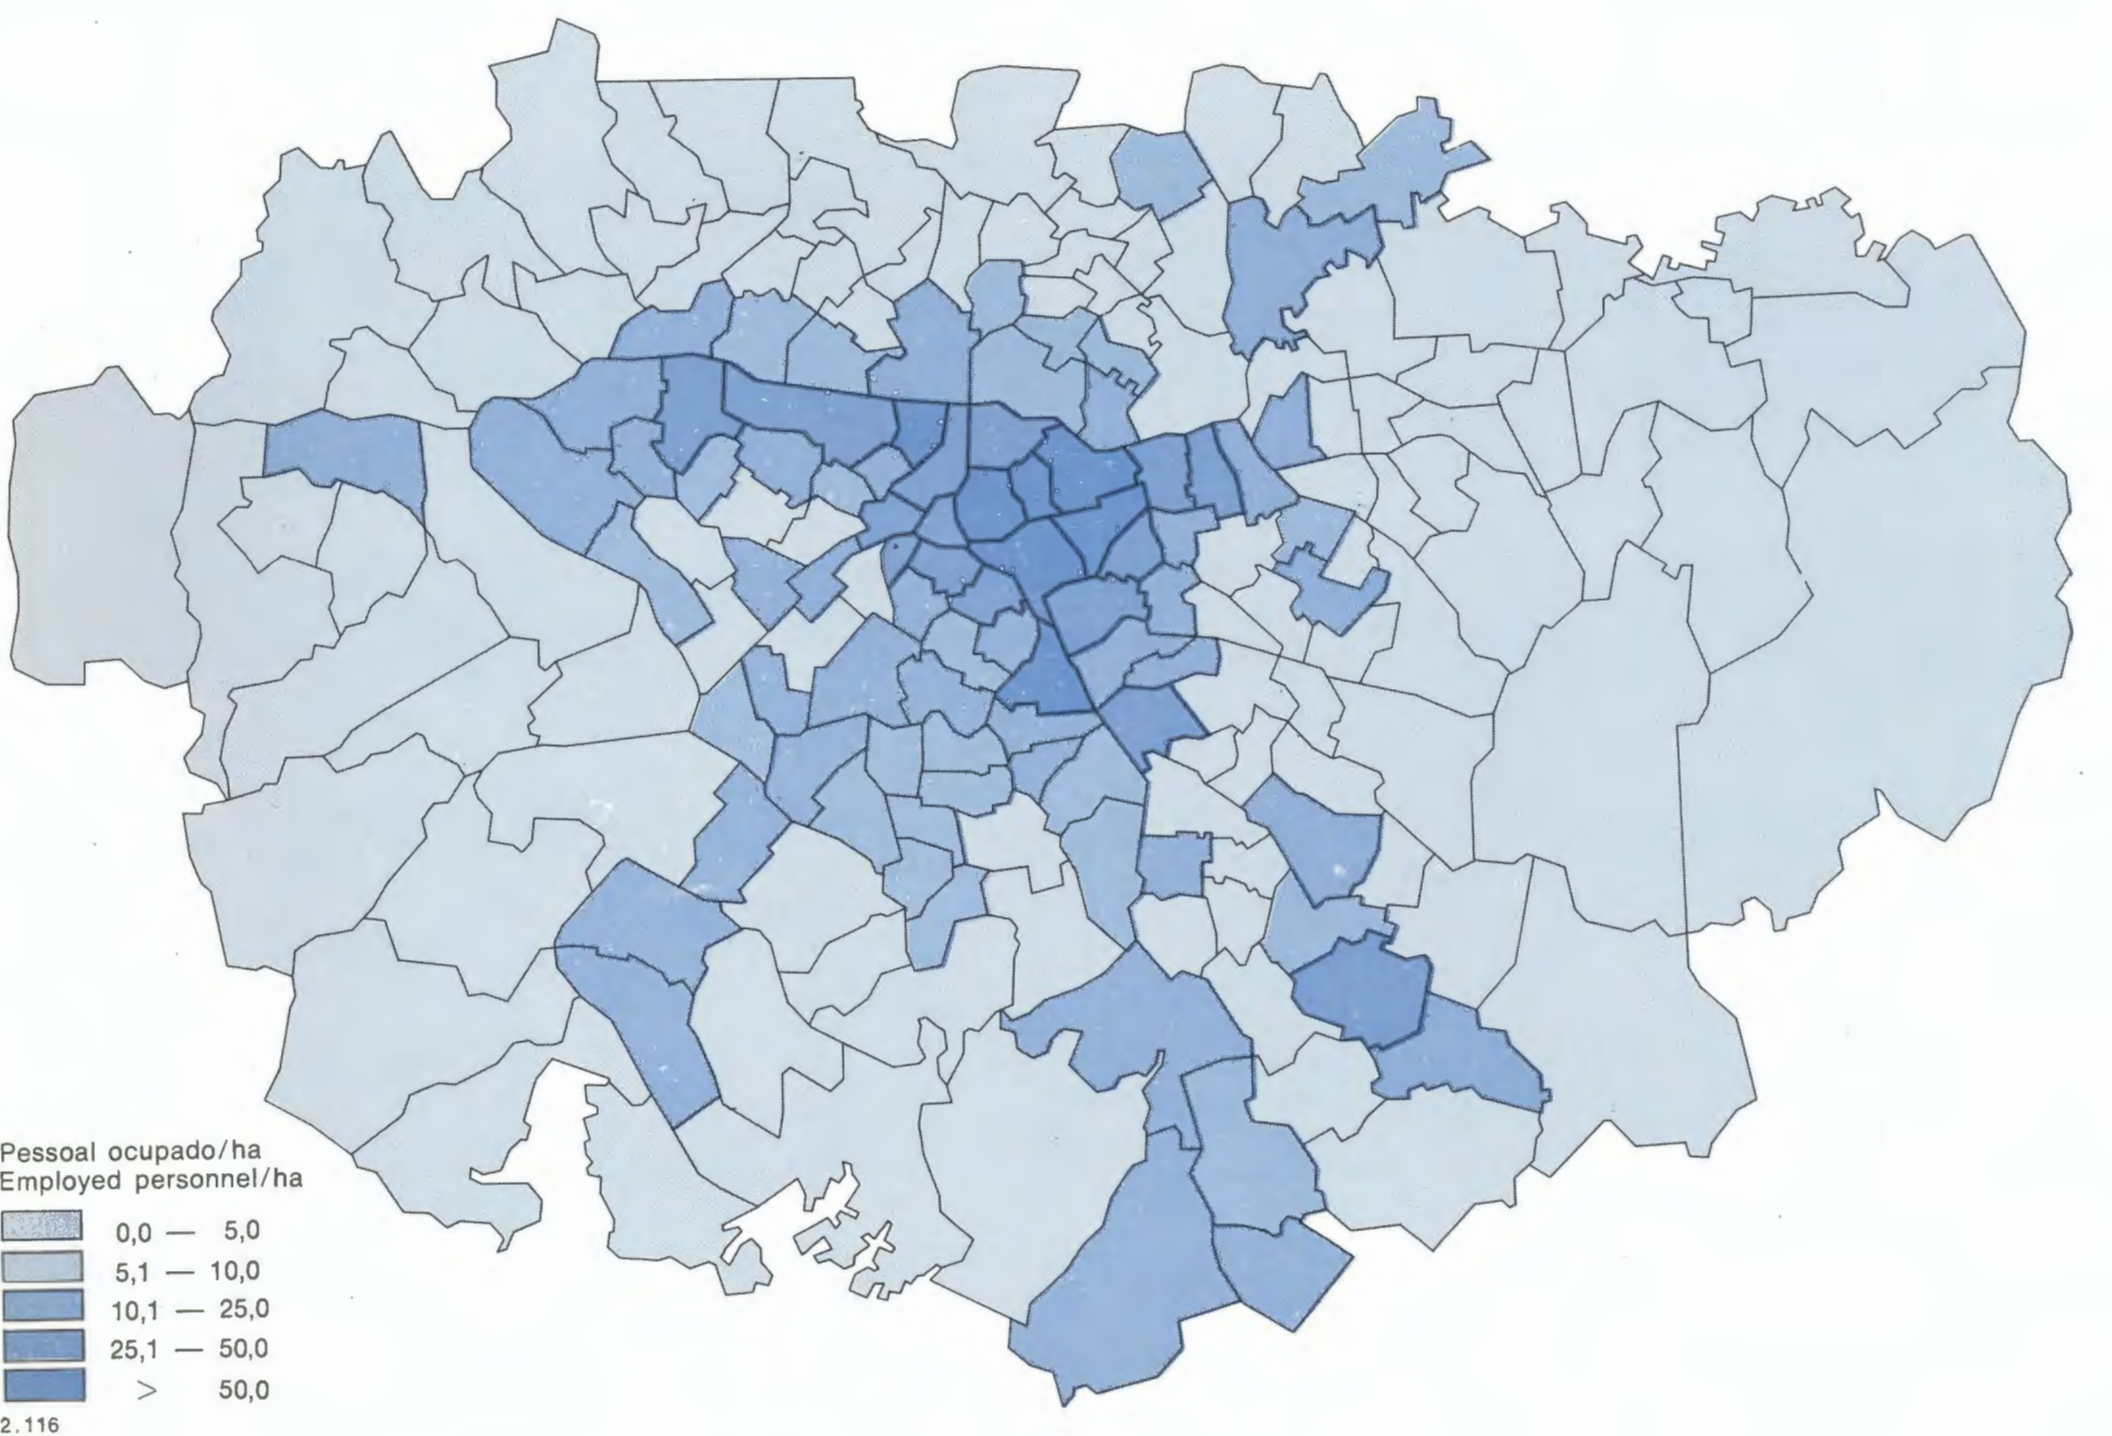 Pessoal ocupado/ha
Employed personnel/ha
0,0 — 5,0
5,1 — 10,0
10,1 — 25,0
25,1 — 50,0
> 50,0
2.116